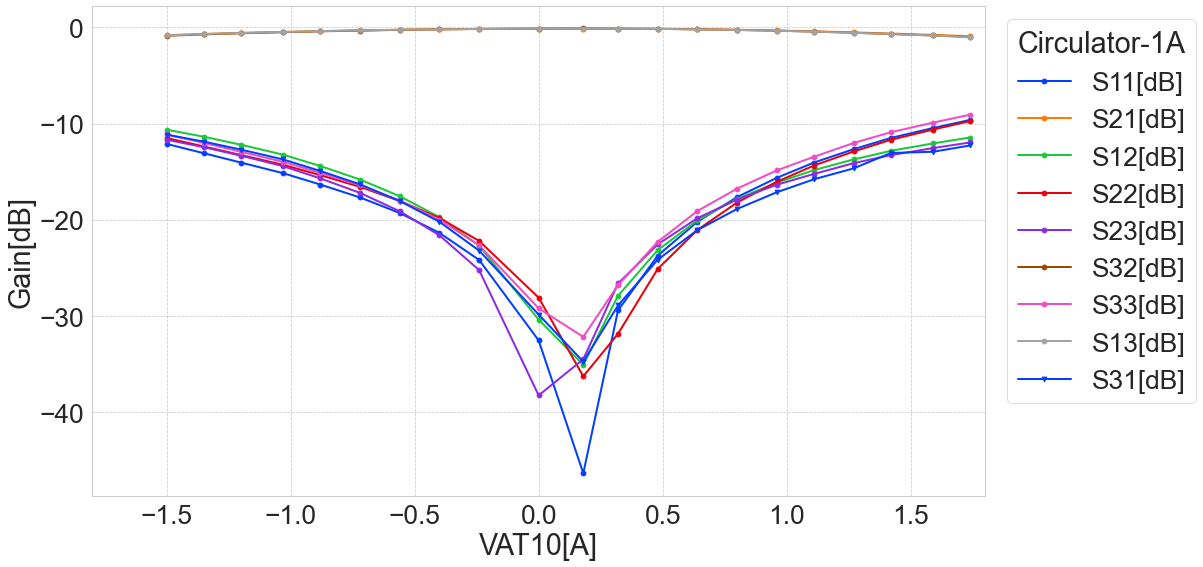 Circulator-1A
S11[dB]
S21[dB]
S12[dB]
S22[dB]
S23[dB]
S32[dB]
S33[dB]
S13[dB]
S31[dB]
Gain[dB]
0
−10
−20
−30
−40
−1.5
−1.0
−0.5
0.0
0.5
1.0
1.5
VAT10[A]